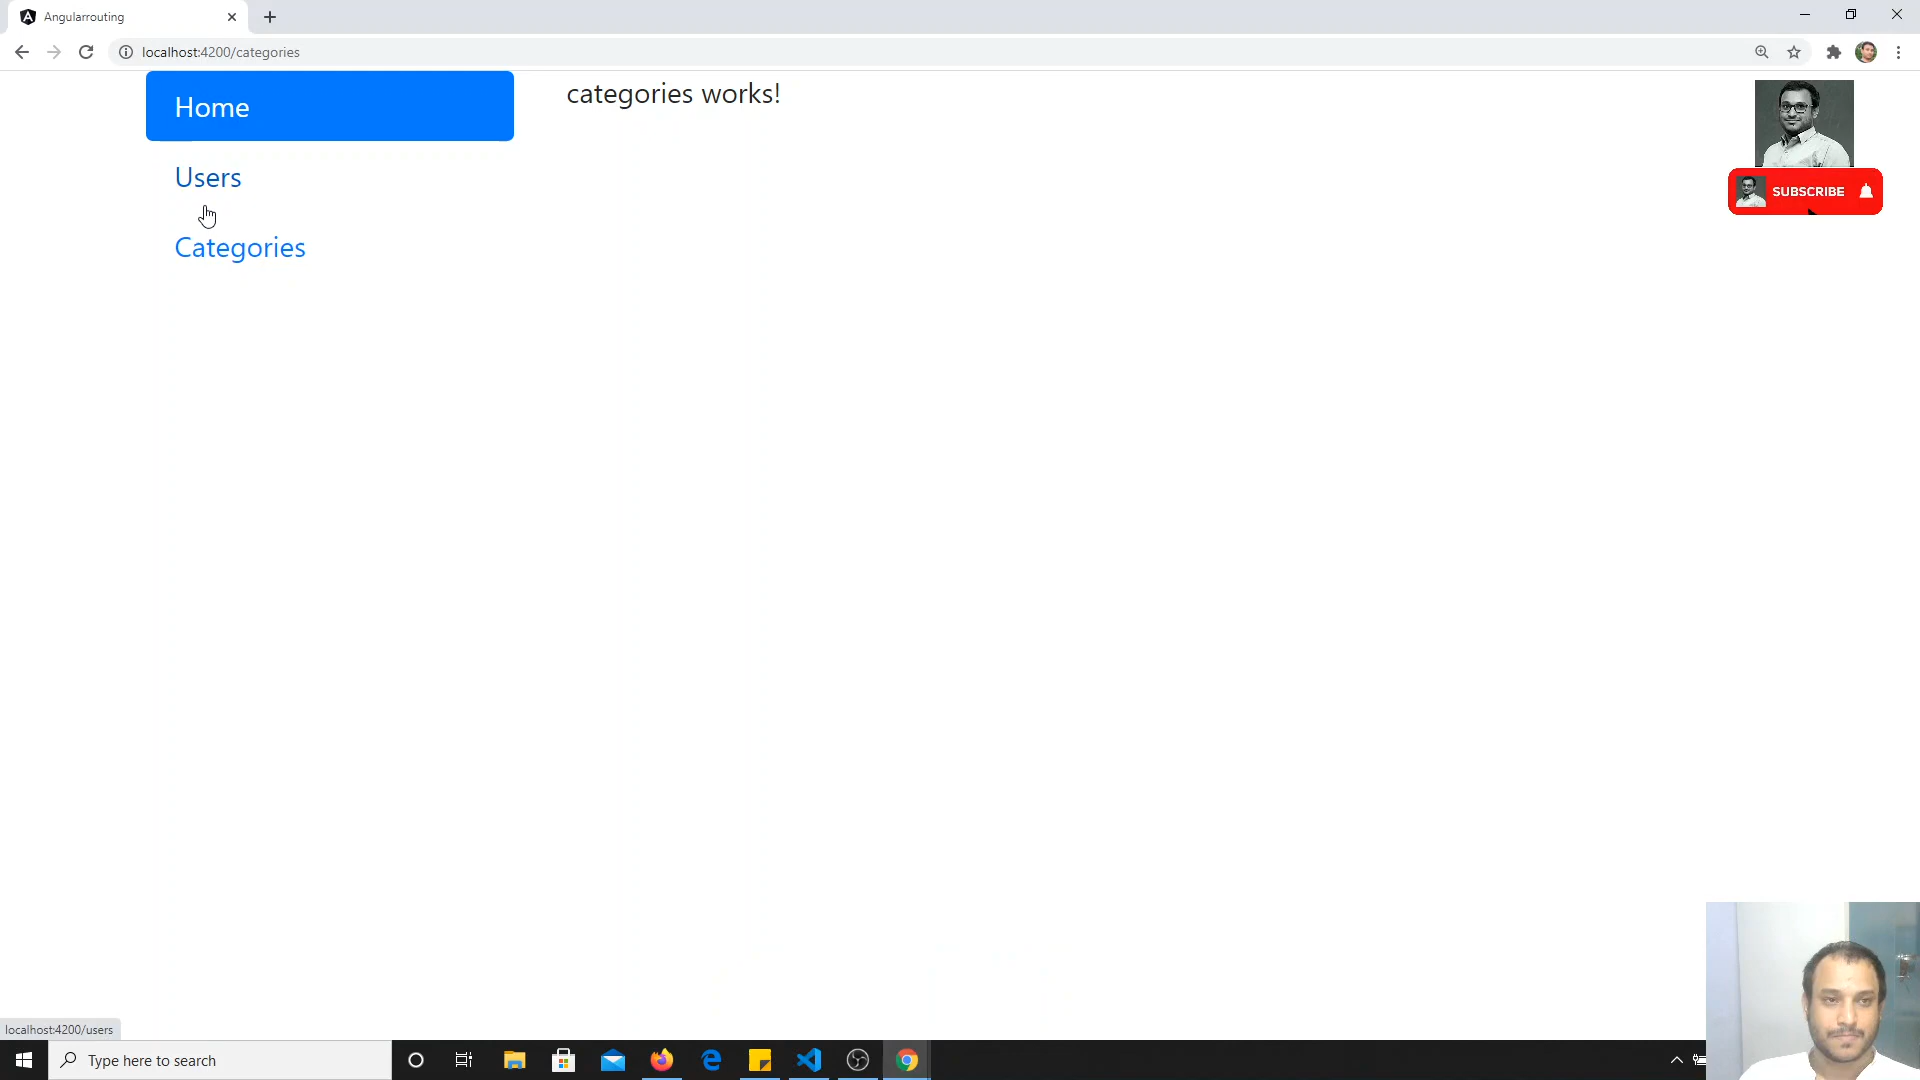 Angularrouting
localhost:4200/categories
Home
categories works!
Users
SUBSCRIBE
Categories
localhost:4200/users
Type here to search